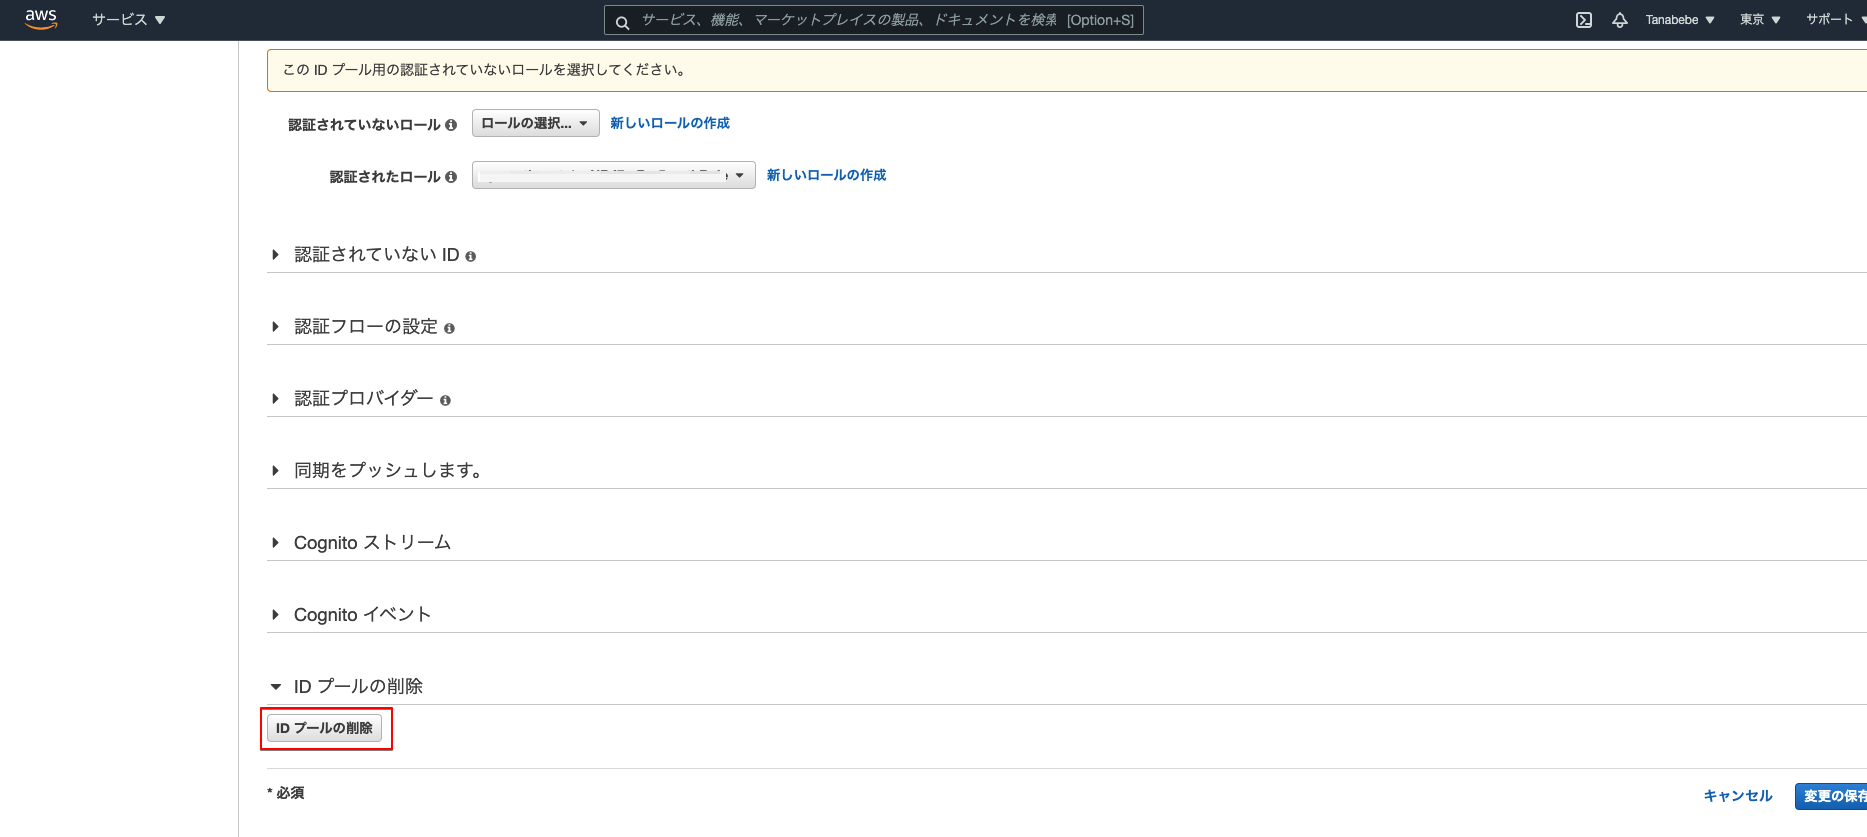 aws サービス サービス、機能、マーケットプレイスの製品、ドキュメントを検索 [Option+S] Tanabebe 東京 サポート
この ID プール用の認証されていないロールを選択してください。
認証されていないロール ロールの選択... 新しいロールの作成
認証されたロール 新しいロールの作成
認証されていない ID
認証フローの設定
認証プロバイダー
同期をプッシュします。
Cognito ストリーム
Cognito イベント
ID プールの削除
ID プールの削除
* 必須
キャンセル 変更の保存